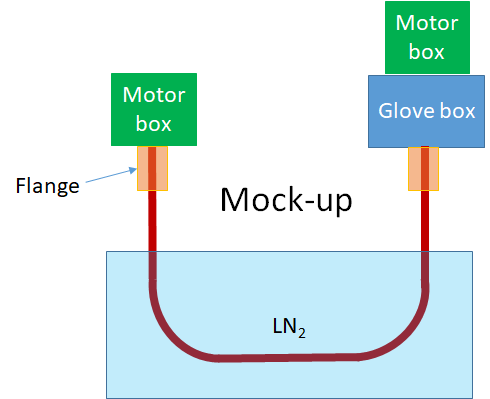 Motor
box
Motor
box
Glove box
Flange
Mock-up
LN₂